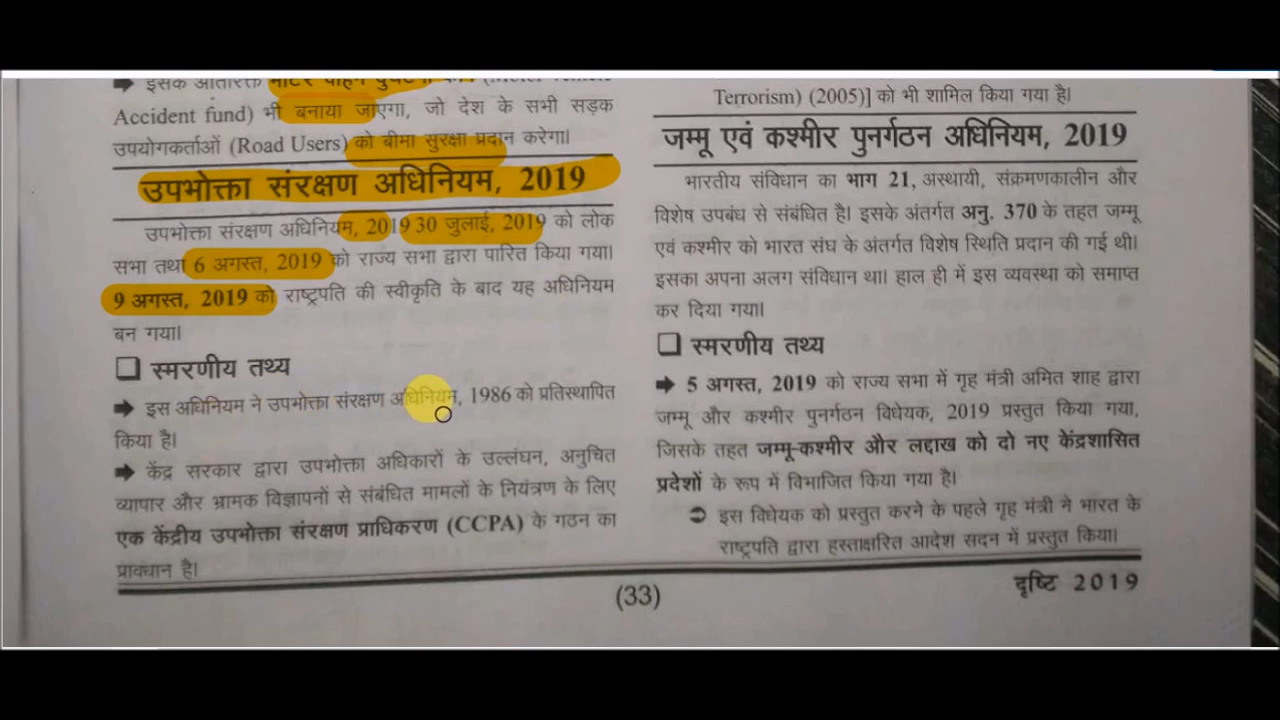 ➡ इसके अतिरिक्त मोटर वाहन दुर्घटना
Accident fund) भी बनाया जाएगा, जो देश के सभी सड़क
उपयोगकर्ताओं (Road Users) को बीमा सुरक्षा प्रदान करेगा।
उपभोक्ता संरक्षण अधिनियम, 2019
उपभोक्ता संरक्षण अधिनियम, 2019 30 जुलाई, 2019 को लोक
सभा तथा 6 अगस्त, 2019 को राज्य सभा द्वारा पारित किया गया।
9 अगस्त, 2019 को राष्ट्रपति की स्वीकृति के बाद यह अधिनियम
बन गया।
❑ स्मरणीय तथ्य
➡ इस अधिनियम ने उपभोक्ता संरक्षण अधिनियम, 1986 को प्रतिस्थापित
किया है।
➡ केंद्र सरकार द्वारा उपभोक्ता अधिकारों के उल्लंघन, अनुचित
व्यापार और भ्रामक विज्ञापनों से संबंधित मामलों के नियंत्रण के लिए
एक केंद्रीय उपभोक्ता संरक्षण प्राधिकरण (CCPA) के गठन का
प्रावधान है।
Terrorism) (2005)] को भी शामिल किया गया है।
जम्मू एवं कश्मीर पुनर्गठन अधिनियम, 2019
भारतीय संविधान का भाग 21, अस्थायी, संक्रमणकालीन और
विशेष उपबंध से संबंधित है। इसके अंतर्गत अनु. 370 के तहत जम्मू
एवं कश्मीर को भारत संघ के अंतर्गत विशेष स्थिति प्रदान की गई थी।
इसका अपना अलग संविधान था। हाल ही में इस व्यवस्था को समाप्त
कर दिया गया।
❑ स्मरणीय तथ्य
➡ 5 अगस्त, 2019 को राज्य सभा में गृह मंत्री अमित शाह द्वारा
जम्मू और कश्मीर पुनर्गठन विधेयक, 2019 प्रस्तुत किया गया,
जिसके तहत जम्मू-कश्मीर और लद्दाख को दो नए केंद्रशासित
प्रदेशों के रूप में विभाजित किया गया है।
➲ इस विधेयक को प्रस्तुत करने के पहले गृह मंत्री ने भारत के
राष्ट्रपति द्वारा हस्ताक्षरित आदेश सदन में प्रस्तुत किया।
(33)
दृष्टि 2019